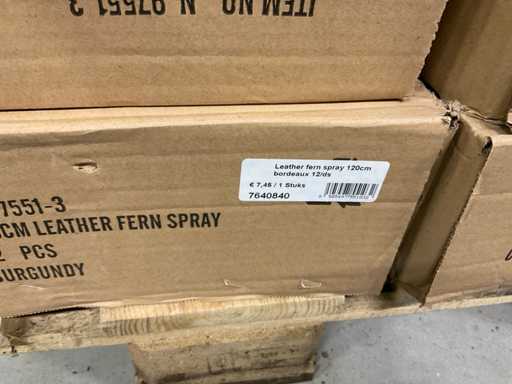 ITEM NO. N 97551-3
Leather fern spray 120cm
bordeaux 12/ds
€ 7,45 / 1 Stuks
7640840
7551-3
CM LEATHER FERN SPRAY
2 PCS
BURGUNDY